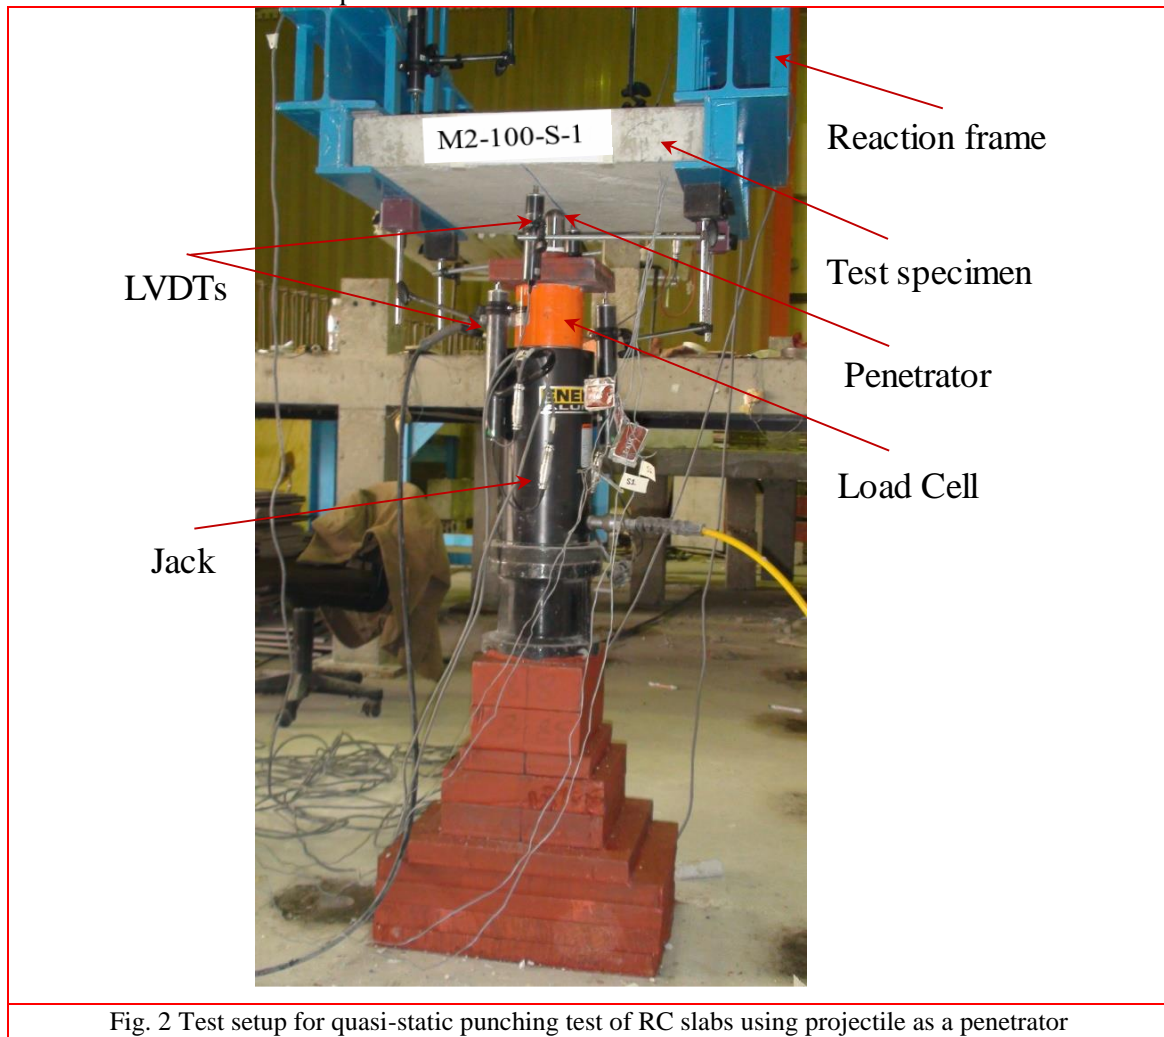 M2-100-S-1
Reaction frame
Test specimen
LVDTs
Penetrator
Load Cell
Jack
S1.
Fig. 2 Test setup for quasi-static punching test of RC slabs using projectile as a penetrator